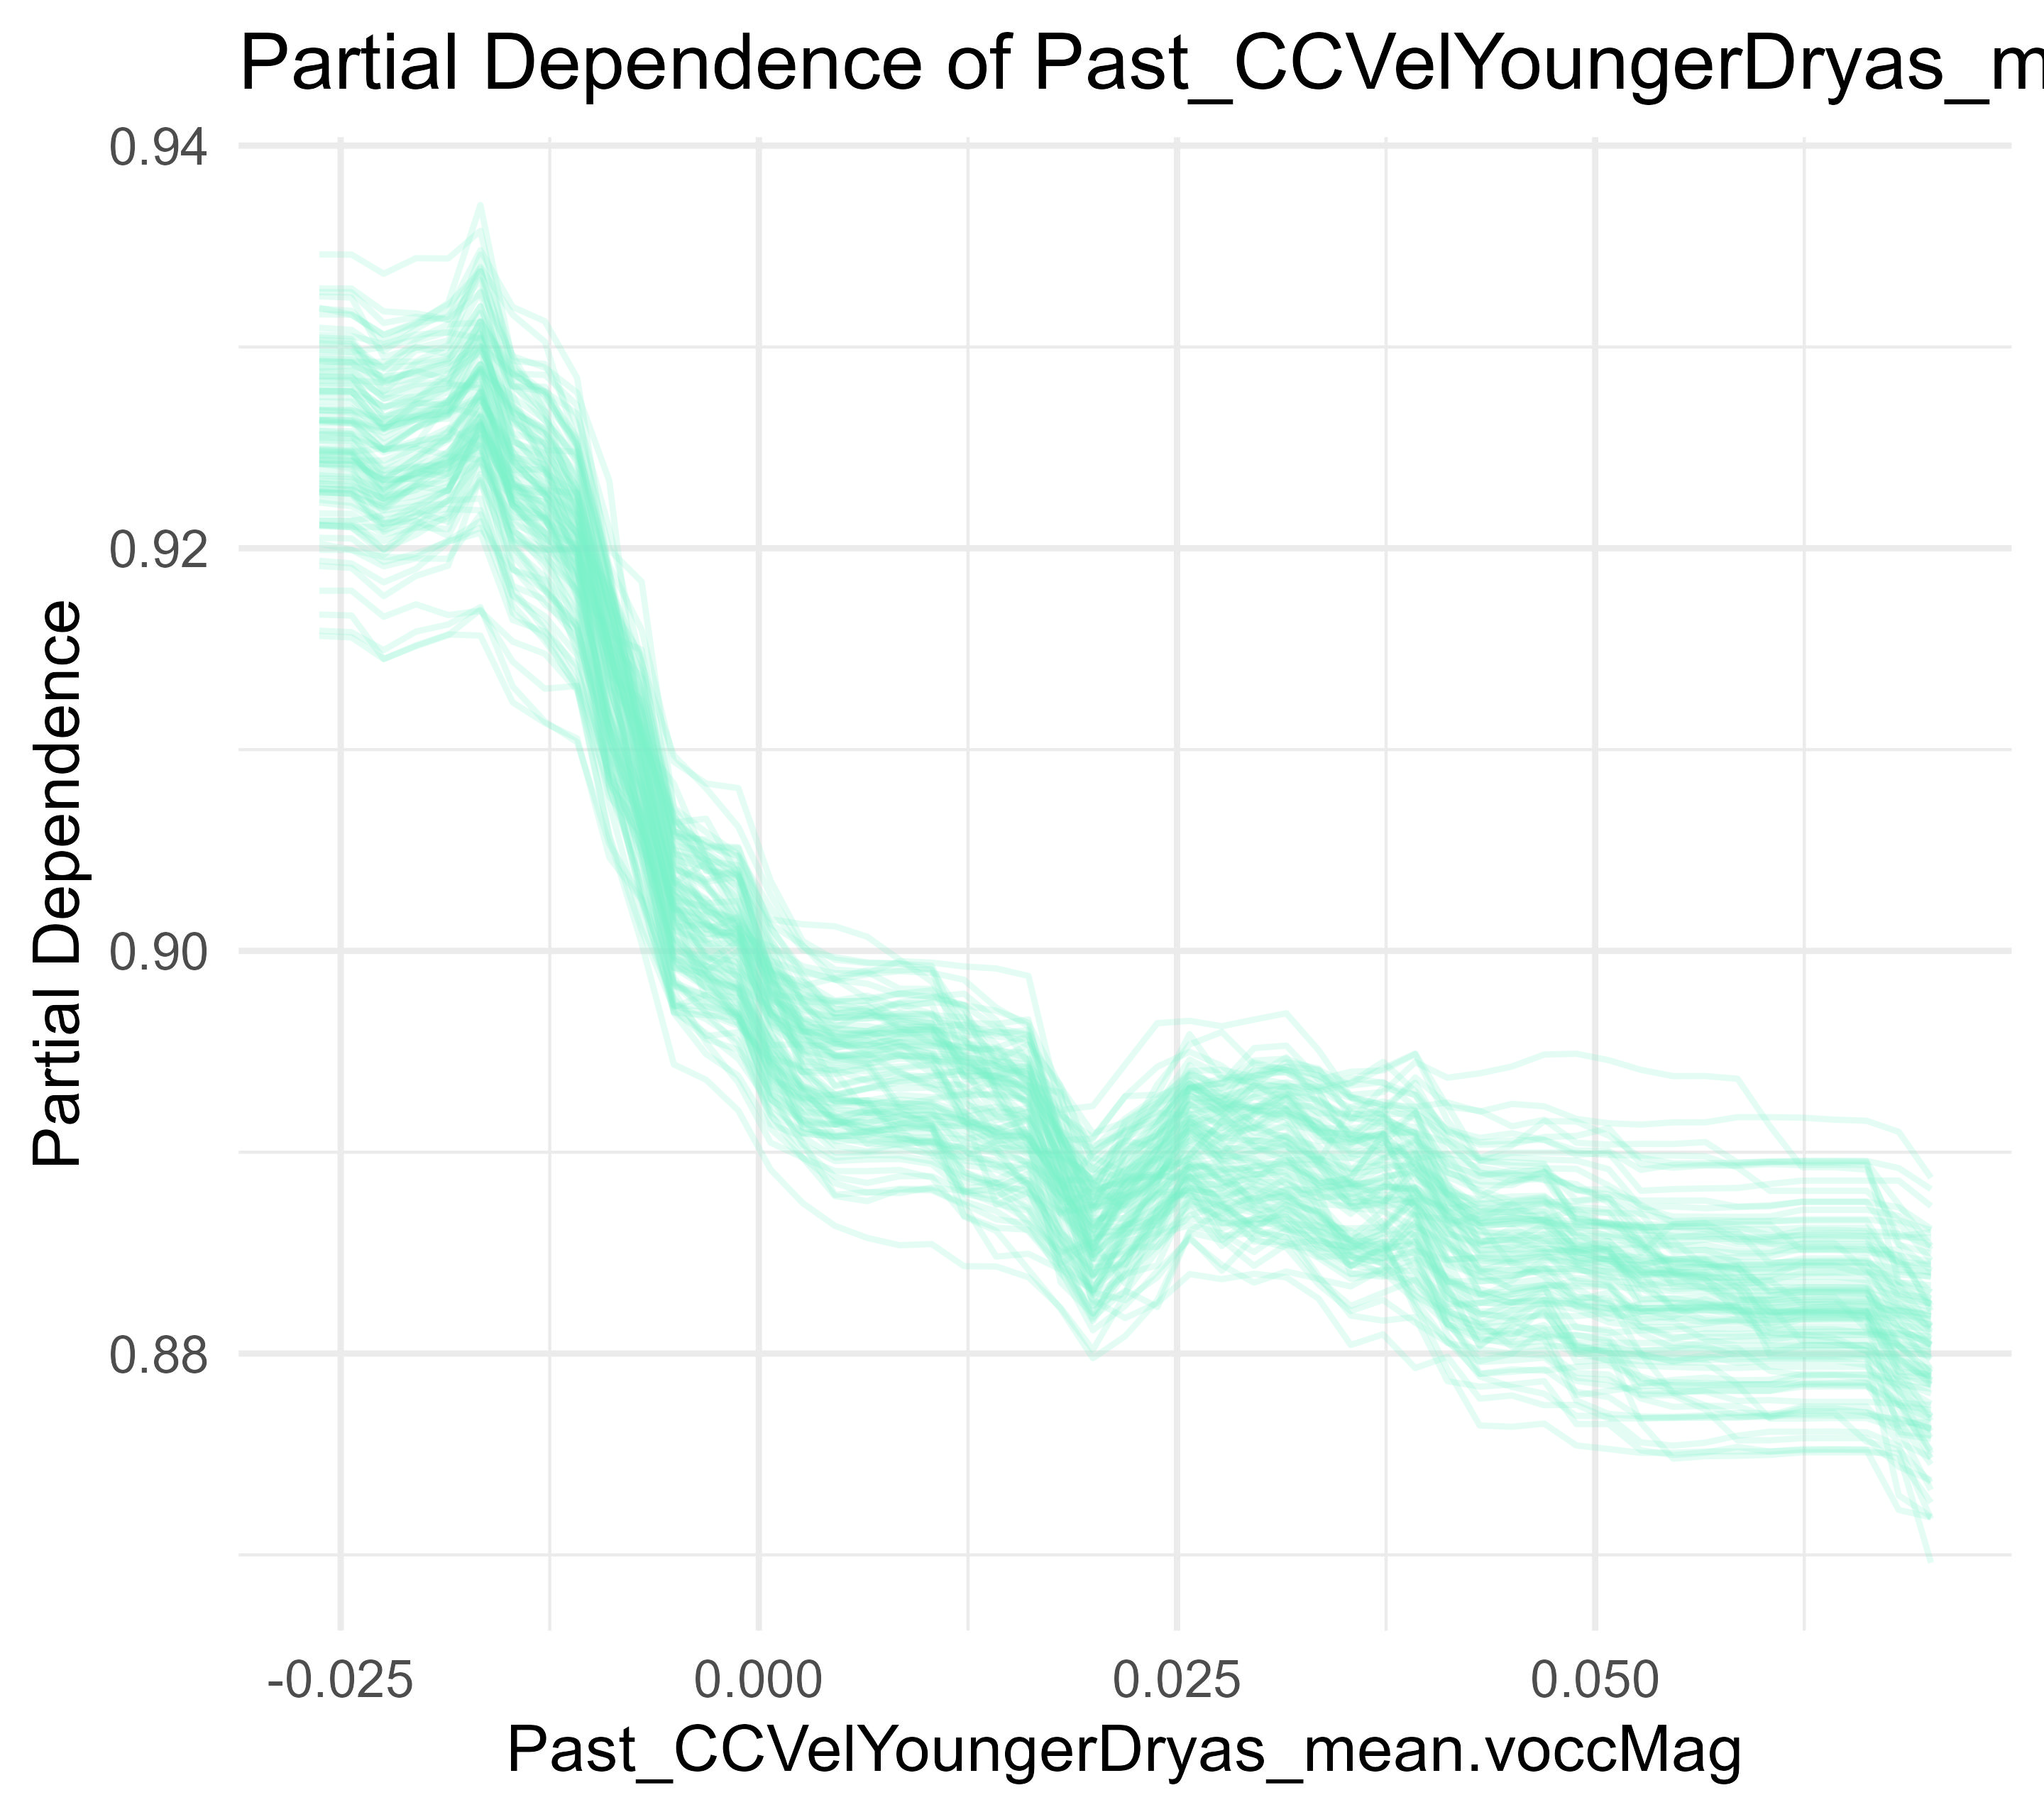 Partial Dependence of Past_CCVelYoungerDryas_m
0.94
0.92
0.90
0.88
Partial Dependence
-0.025 0.000 0.025 0.050
Past_CCVelYoungerDryas_mean.voccMag